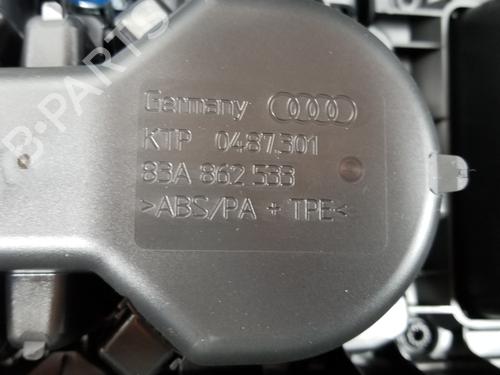 Germany
KTP 0487.301
83A 862 533
>ABS/PA + TPE<
B-PARTS